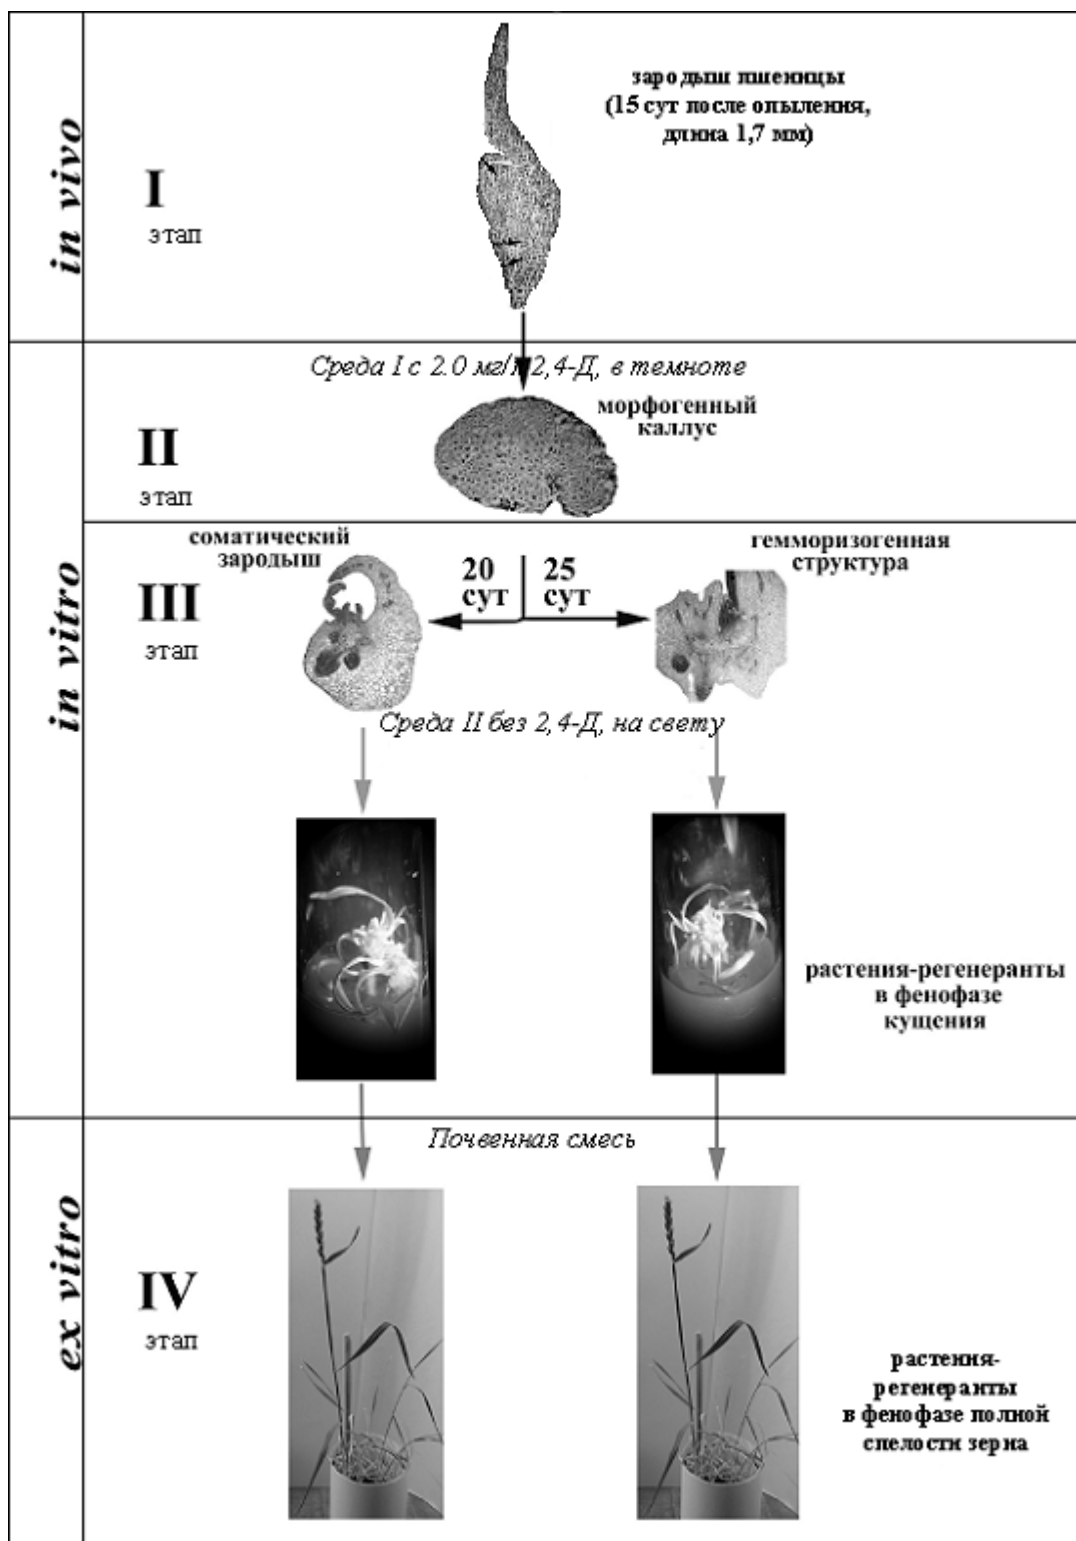 in vivo
I
этап
зародыш пшеницы
(15 сут после опыления,
длина 1,7 мм)
Среда I с 2.0 мг/л 2,4-Д, в темноте
II
этап
морфогенный
каллус
in vitro
III
этап
соматический
зародыш
20
сут
25
сут
гемморизогенная
структура
Среда II без 2,4-Д, на свету
растения-регенеранты
в фенофазе
кущения
Почвенная смесь
ex vitro
IV
этап
растения-
регенеранты
в фенофазе полной
спелости зерна